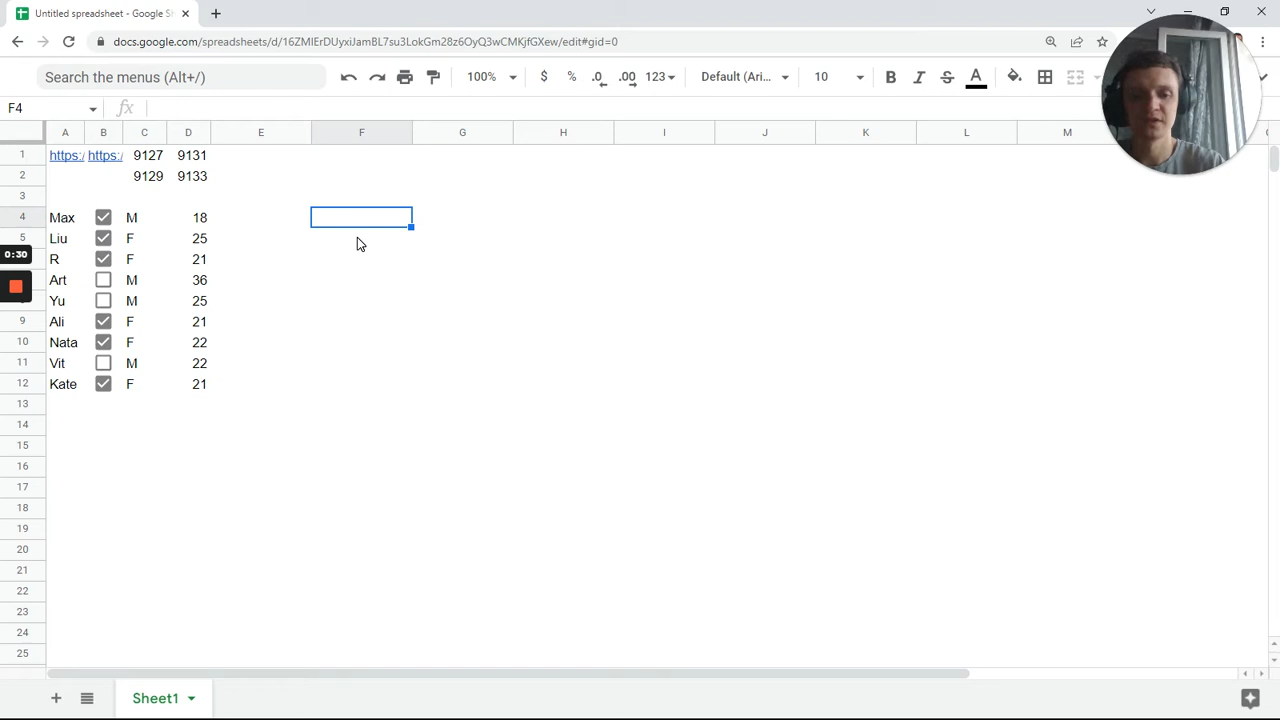 Untitled spreadsheet - Google Sh
docs.google.com/spreadsheets/d/16ZMIErDUyxiJamBL7su3LokGm28z6OyQ3wCMKjfGXew/edit#gid=0
Search the menus (Alt+/) 100% $ % .0 .00 123 Default (Ari... 10 B I S A
F4 fx
A B C D E F G H I J K L M
1 https:/ https:/ 9127 9131
2 9129 9133
3
4 Max M 18
5 Liu F 25
0:30
R F 21
Art M 36
Yu M 25
9 Ali F 21
10 Nata F 22
11 Vit M 22
12 Kate F 21
13
14
15
16
17
18
19
20
21
22
23
24
25
Sheet1